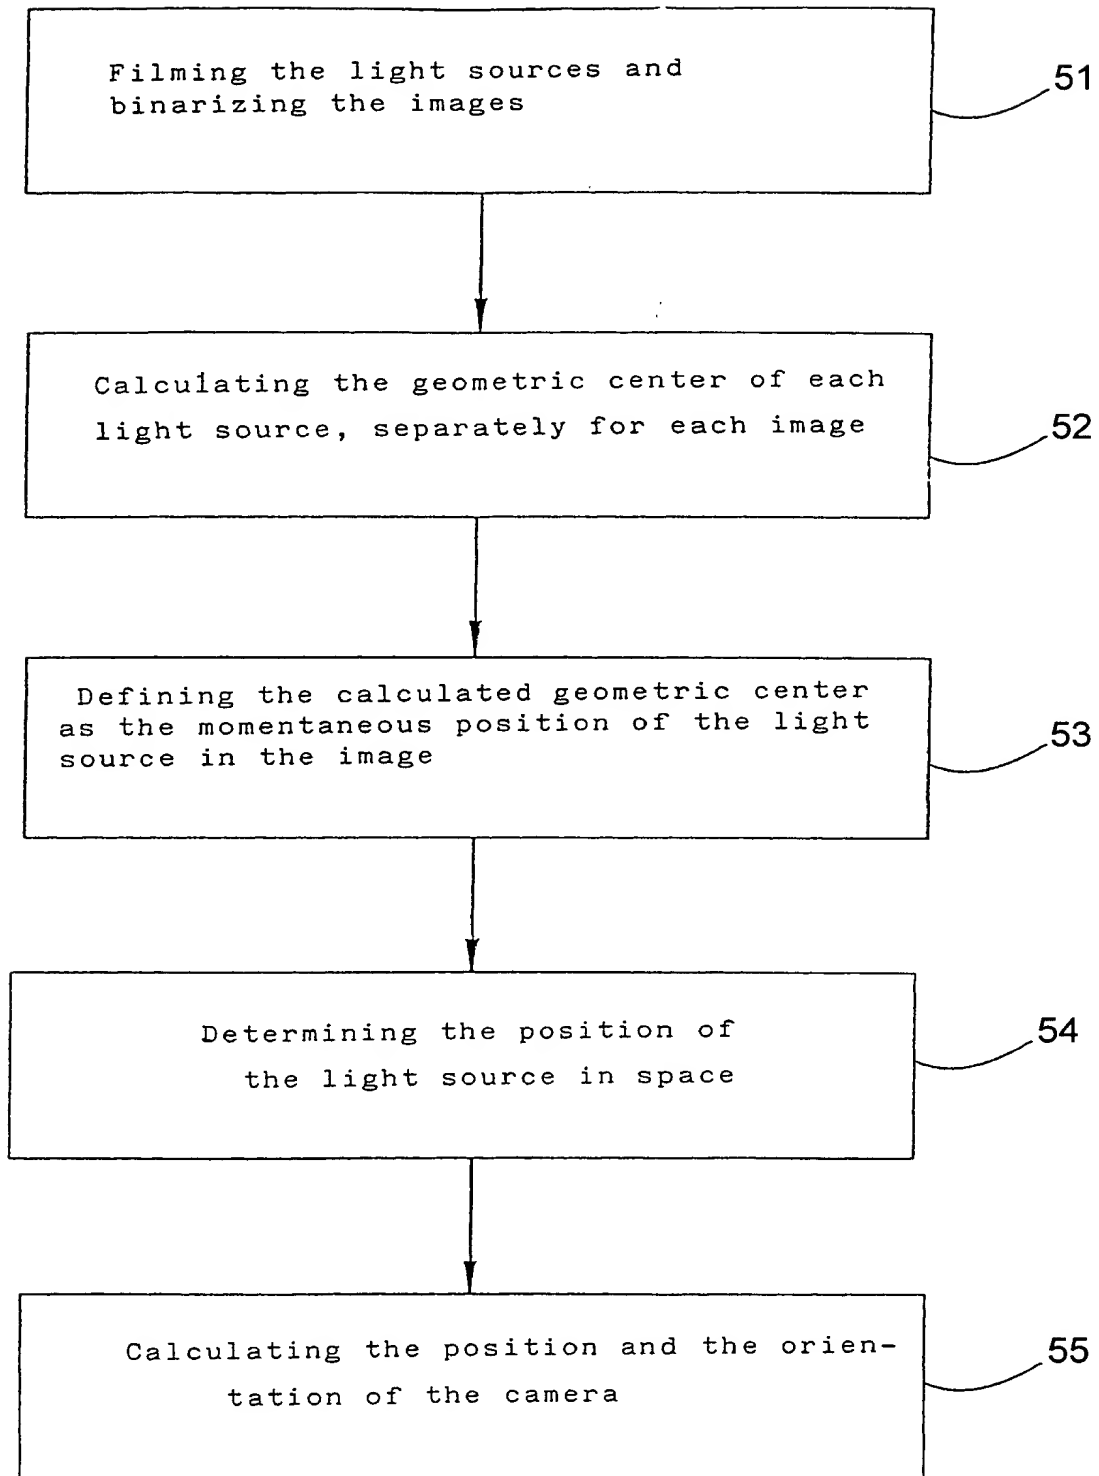 Filming the light sources and
binarizing the images
51
Calculating the geometric center of each
light source, separately for each image
52
Defining the calculated geometric center
as the momentaneous position of the light
source in the image
53
Determining the position of
the light source in space
54
Calculating the position and the orien-
tation of the camera
55